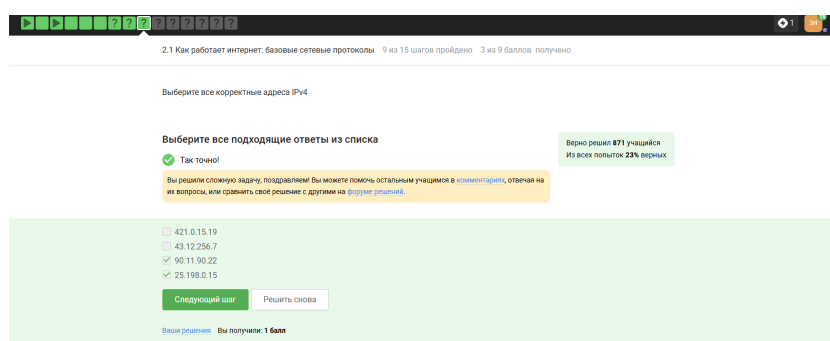 ? ? ? ? ? ? ? ? ?
1
ЗН
2.1 Как работает интернет: базовые сетевые протоколы 9 из 15 шагов пройдено 3 из 9 баллов получено
Выберите все корректные адреса IPv4
Выберите все подходящие ответы из списка
Верно решил 871 учащийся
Из всех попыток 23% верных
Так точно!
Вы решили сложную задачу, поздравляем! Вы можете помочь остальным учащимся в комментариях, отвечая на
их вопросы, или сравнить своё решение с другими на форуме решений.
421.0.15.19
43.12.256.7
90.11.90.22
25.198.0.15
Следующий шаг
Решить снова
Ваши решения Вы получили: 1 балл